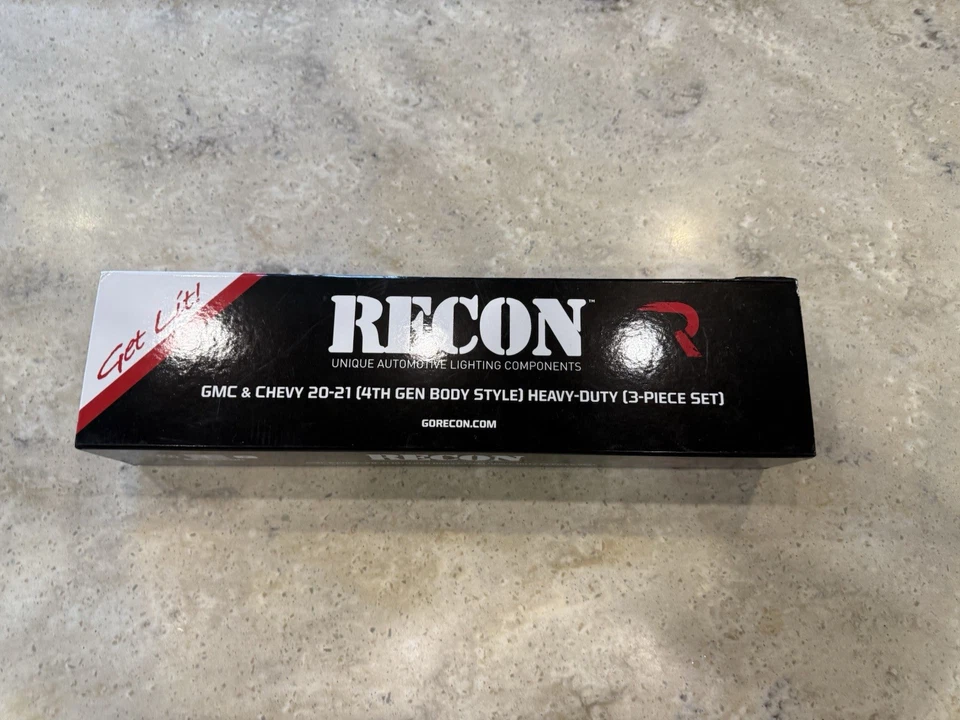 Get Lit!
RECON™
UNIQUE AUTOMOTIVE LIGHTING COMPONENTS
GMC & CHEVY 20-21 (4TH GEN BODY STYLE) HEAVY-DUTY (3-PIECE SET)
GORECON.COM
RECON